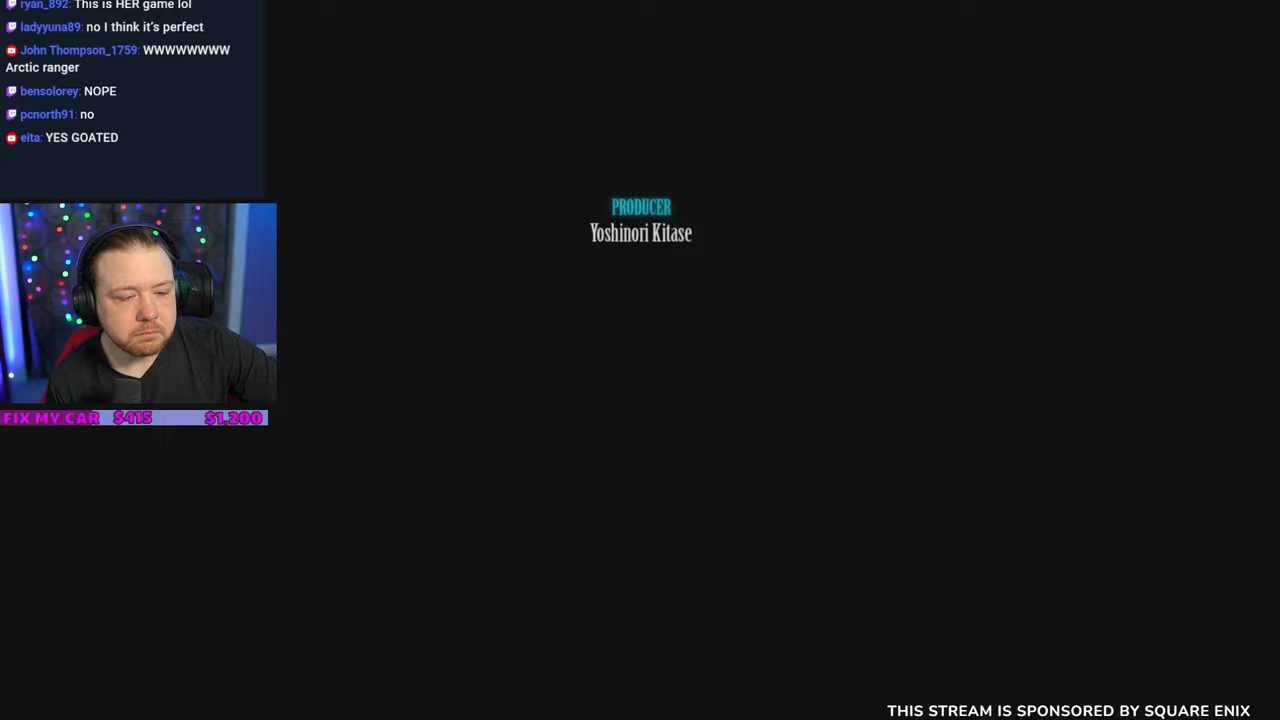 ryan_892: This is HER game lol
ladyyuna89: no I think it's perfect
John Thompson_1759: WWWWWWWW
Arctic ranger
bensolorey: NOPE
pcnorth91: no
eita: YES GOATED
PRODUCER
Yoshinori Kitase
FIX MY CAR $415 $1,200
THIS STREAM IS SPONSORED BY SQUARE ENIX